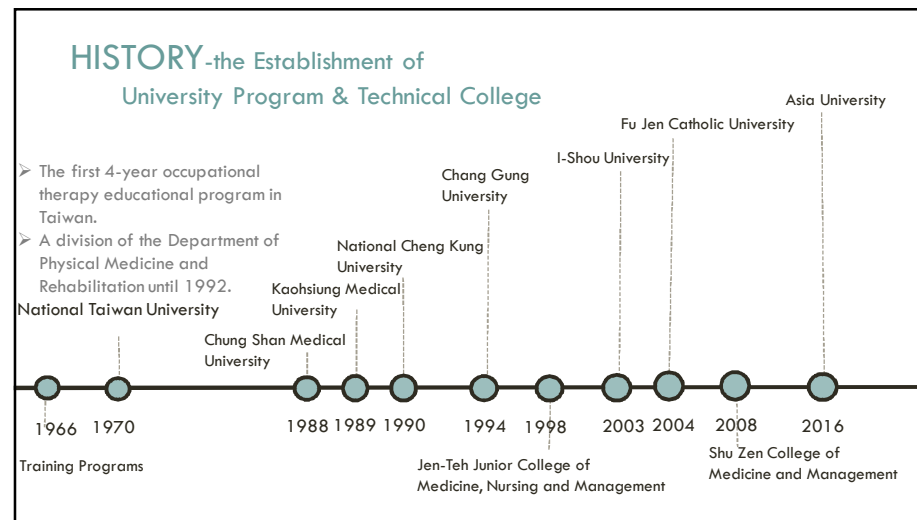 HISTORY-the Establishment of
University Program & Technical College
➢ The first 4-year occupational
therapy educational program in
Taiwan.
➢ A division of the Department of
Physical Medicine and
Rehabilitation until 1992.
National Taiwan University
Chung Shan Medical
University
Kaohsiung Medical
University
National Cheng Kung
University
Chang Gung
University
I-Shou University
Fu Jen Catholic University
Asia University
1966 1970 1988 1989 1990 1994 1998 2003 2004 2008 2016
Training Programs
Jen-Teh Junior College of
Medicine, Nursing and Management
Shu Zen College of
Medicine and Management